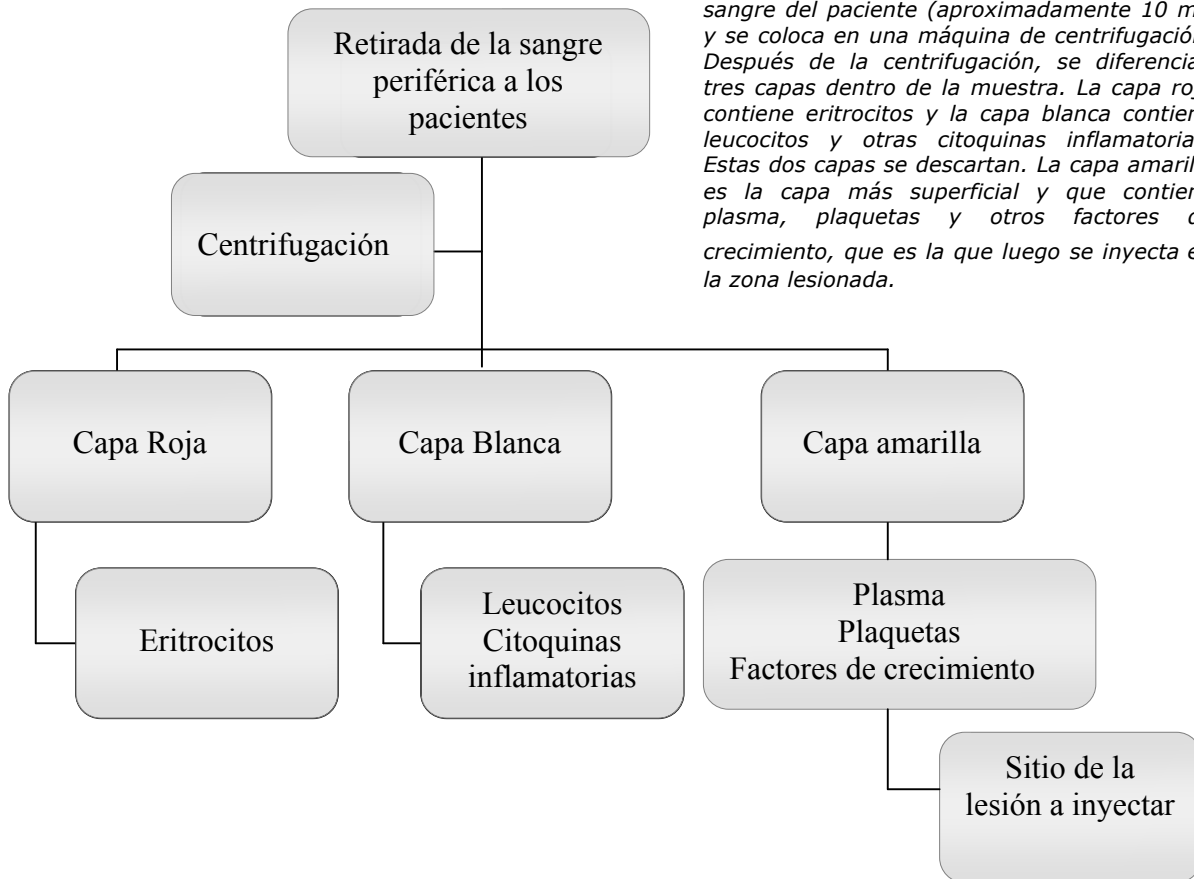 Retirada de la sangre
periférica a los
pacientes
sangre del paciente (aproximadamente 10 m
y se coloca en una máquina de centrifugación
Después de la centrifugación, se diferencia
tres capas dentro de la muestra. La capa roj
contiene eritrocitos y la capa blanca contien
leucocitos y otras citoquinas inflamatoria
Estas dos capas se descartan. La capa amarill
es la capa más superficial y que contien
plasma, plaquetas y otros factores d
crecimiento, que es la que luego se inyecta e
la zona lesionada.
Centrifugación
Capa Roja
Capa Blanca
Capa amarilla
Eritrocitos
Leucocitos
Citoquinas
inflamatorias
Plasma
Plaquetas
Factores de crecimiento
Sitio de la
lesión a inyectar